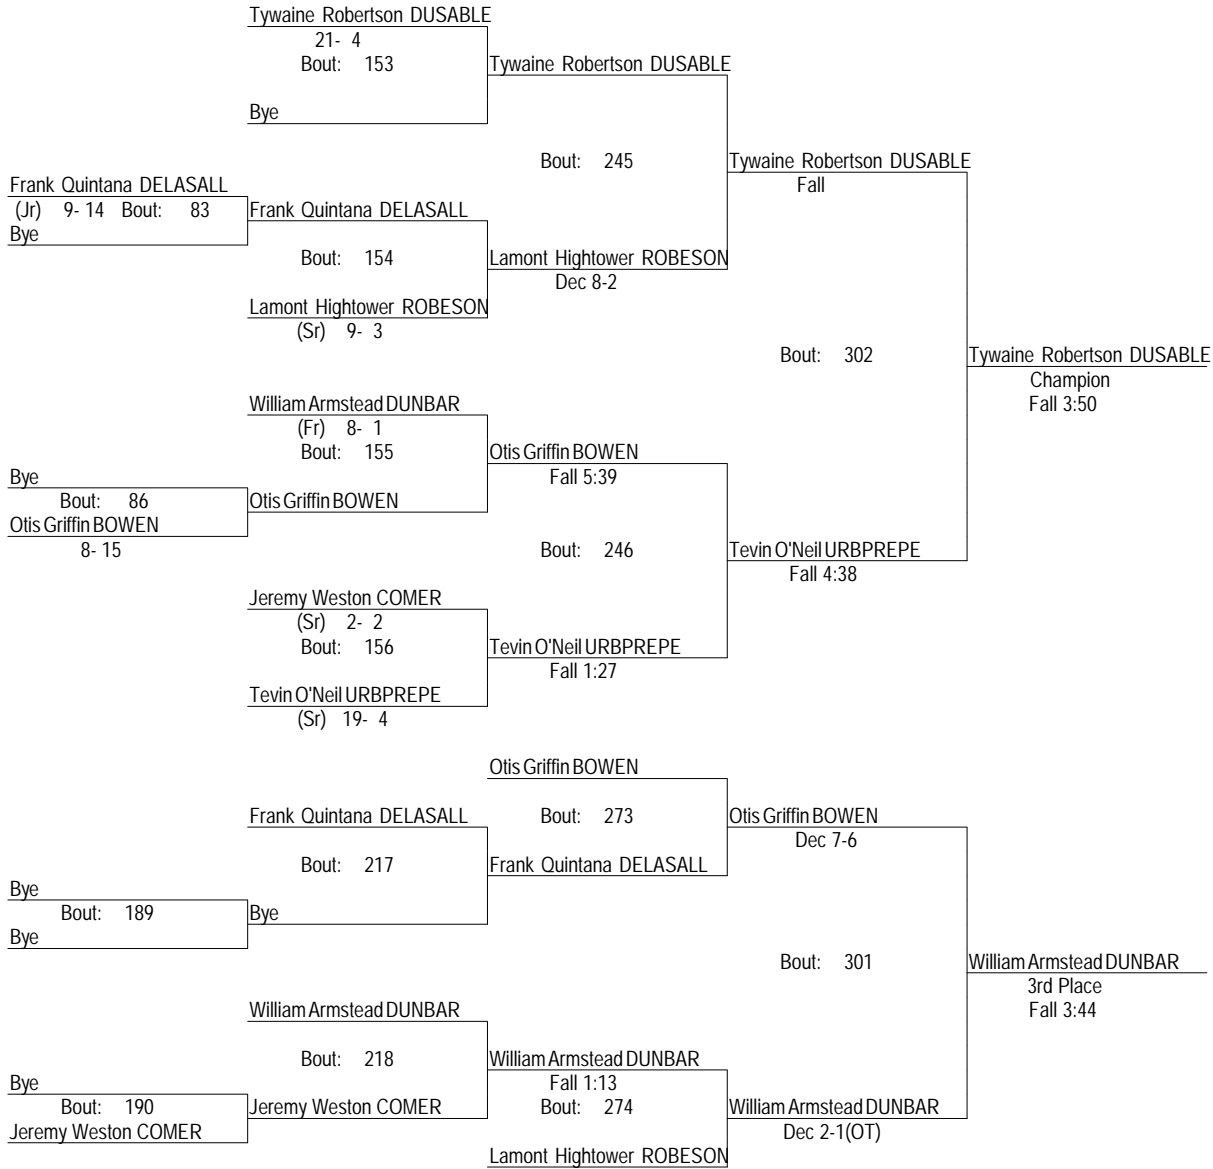 Tywaine Robertson DUSABLE
21- 4
Bout: 153
Tywaine Robertson DUSABLE
Bye
Bout: 245
Tywaine Robertson DUSABLE
Fall
Frank Quintana DELASALL
(Jr) 9- 14 Bout: 83
Frank Quintana DELASALL
Bye
Bout: 154
Lamont Hightower ROBESON
Dec 8-2
Lamont Hightower ROBESON
(Sr) 9- 3
Bout: 302
Tywaine Robertson DUSABLE
Champion
Fall 3:50
William Armstead DUNBAR
(Fr) 8- 1
Bout: 155
Otis Griffin BOWEN
Fall 5:39
Bye
Bout: 86
Otis Griffin BOWEN
Otis Griffin BOWEN
8- 15
Bout: 246
Tevin O'Neil URBPREPE
Fall 4:38
Jeremy Weston COMER
(Sr) 2- 2
Bout: 156
Tevin O'Neil URBPREPE
Fall 1:27
Tevin O'Neil URBPREPE
(Sr) 19- 4
Otis Griffin BOWEN
Frank Quintana DELASALL
Bout: 273
Otis Griffin BOWEN
Dec 7-6
Bout: 217
Frank Quintana DELASALL
Bye
Bout: 189
Bye
Bye
Bout: 301
William Armstead DUNBAR
3rd Place
Fall 3:44
William Armstead DUNBAR
Bout: 218
William Armstead DUNBAR
Fall 1:13
Bye
Bout: 190
Jeremy Weston COMER
Bout: 274
William Armstead DUNBAR
Dec 2-1(OT)
Jeremy Weston COMER
Lamont Hightower ROBESON